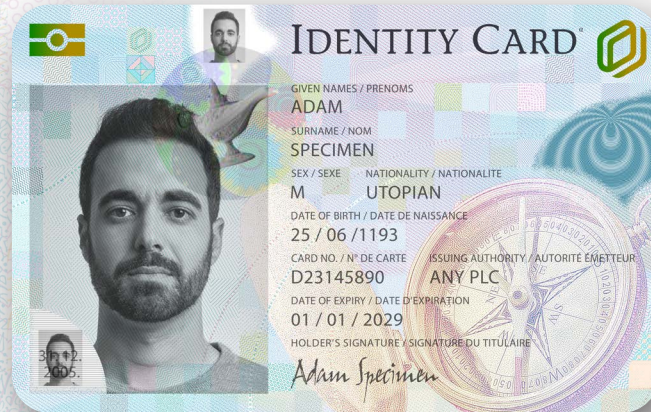 IDENTITY CARD
GIVEN NAMES / PRENOMS
ADAM
SURNAME / NOM
SPECIMEN
SEX / SEXE NATIONALITY / NATIONALITE
M UTOPIAN
DATE OF BIRTH / DATE DE NAISSANCE
25 / 06 /1193
CARD NO. / N° DE CARTE ISSUING AUTHORITY / AUTORITÉ ÉMETTEUR
D23145890 ANY PLC
DATE OF EXPIRY / DATE D'EXPIRATION
01 / 01 / 2029
HOLDER'S SIGNATURE / SIGNATURE DU TITULAIRE
Adam Specimen
31. 12.
2005.